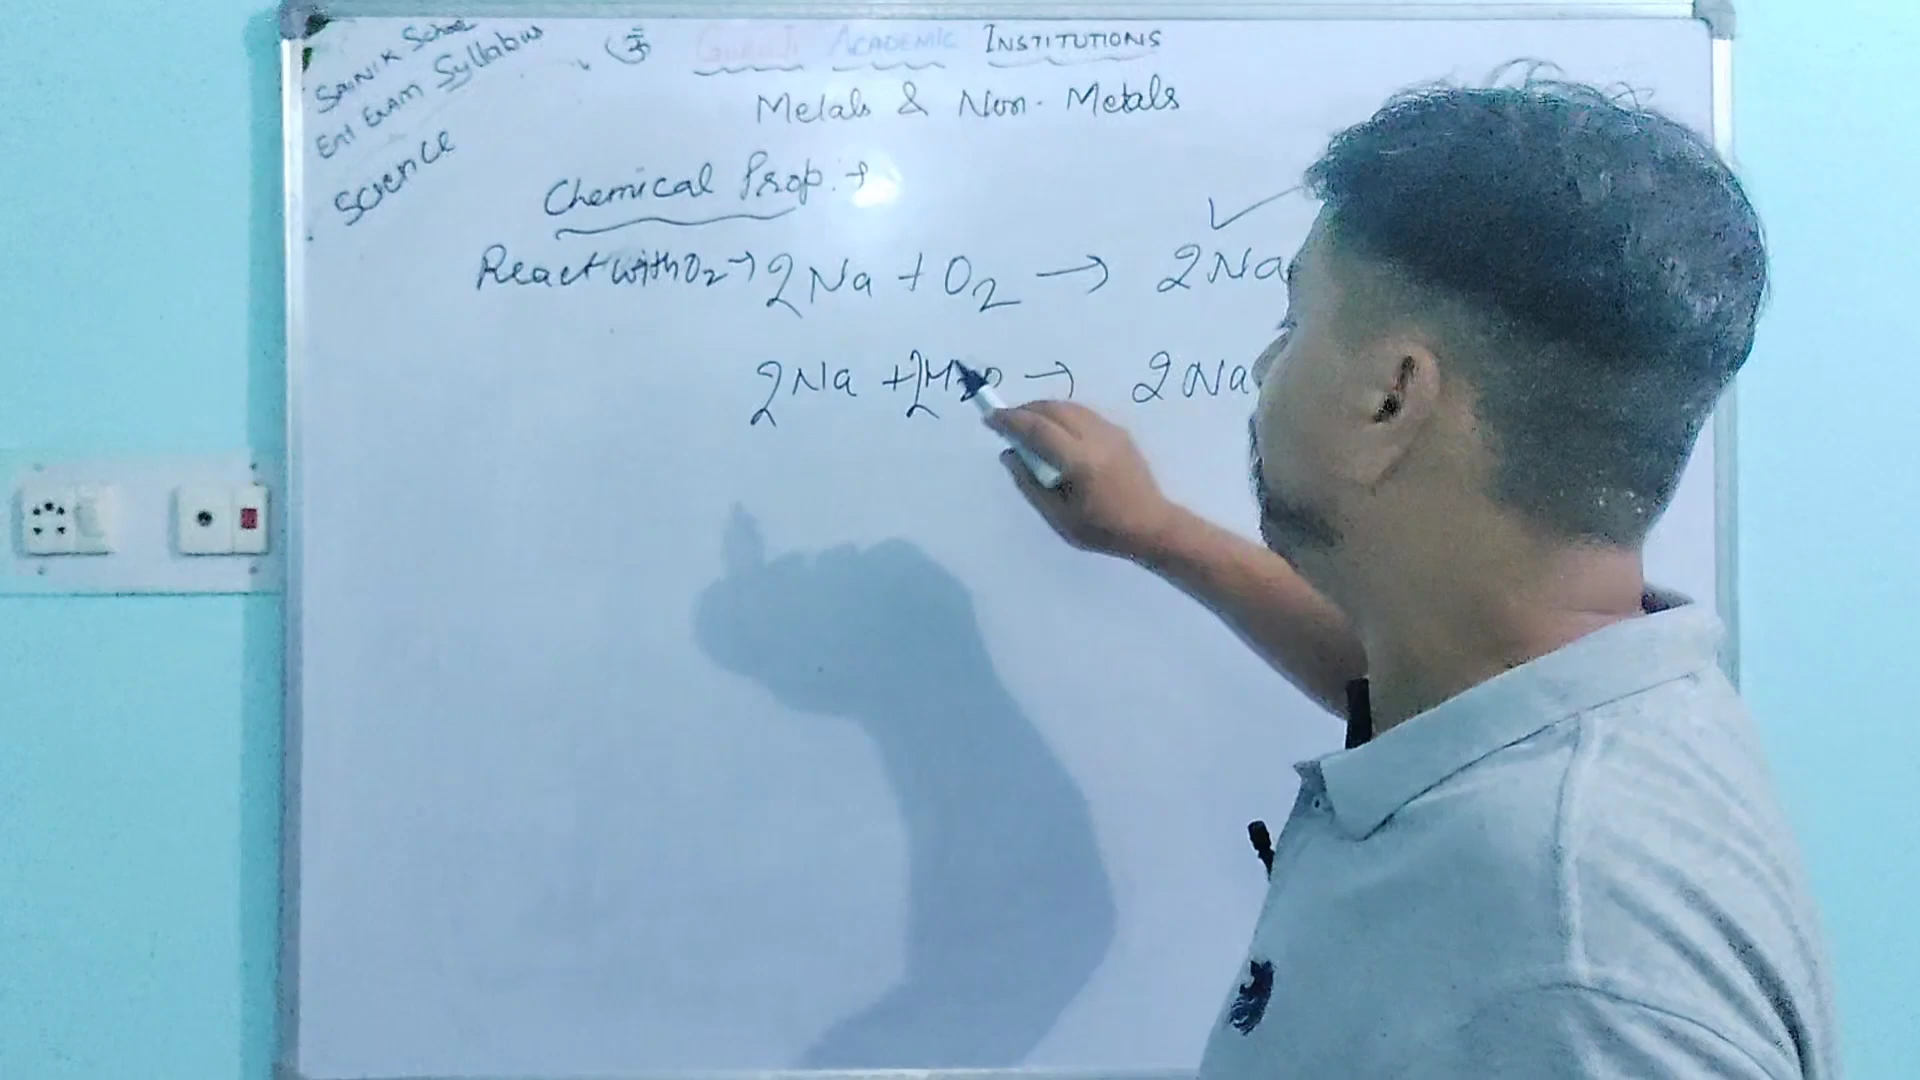 SAINIK School
Ent Exam Syllabus
Science
ॐ GURUJI ACADEMIC INSTITUTIONS
Metals & Non-Metals
Chemical Prop.→
React with O2→ 2Na + O2 → 2Na
2Na + 2H2O → 2Na